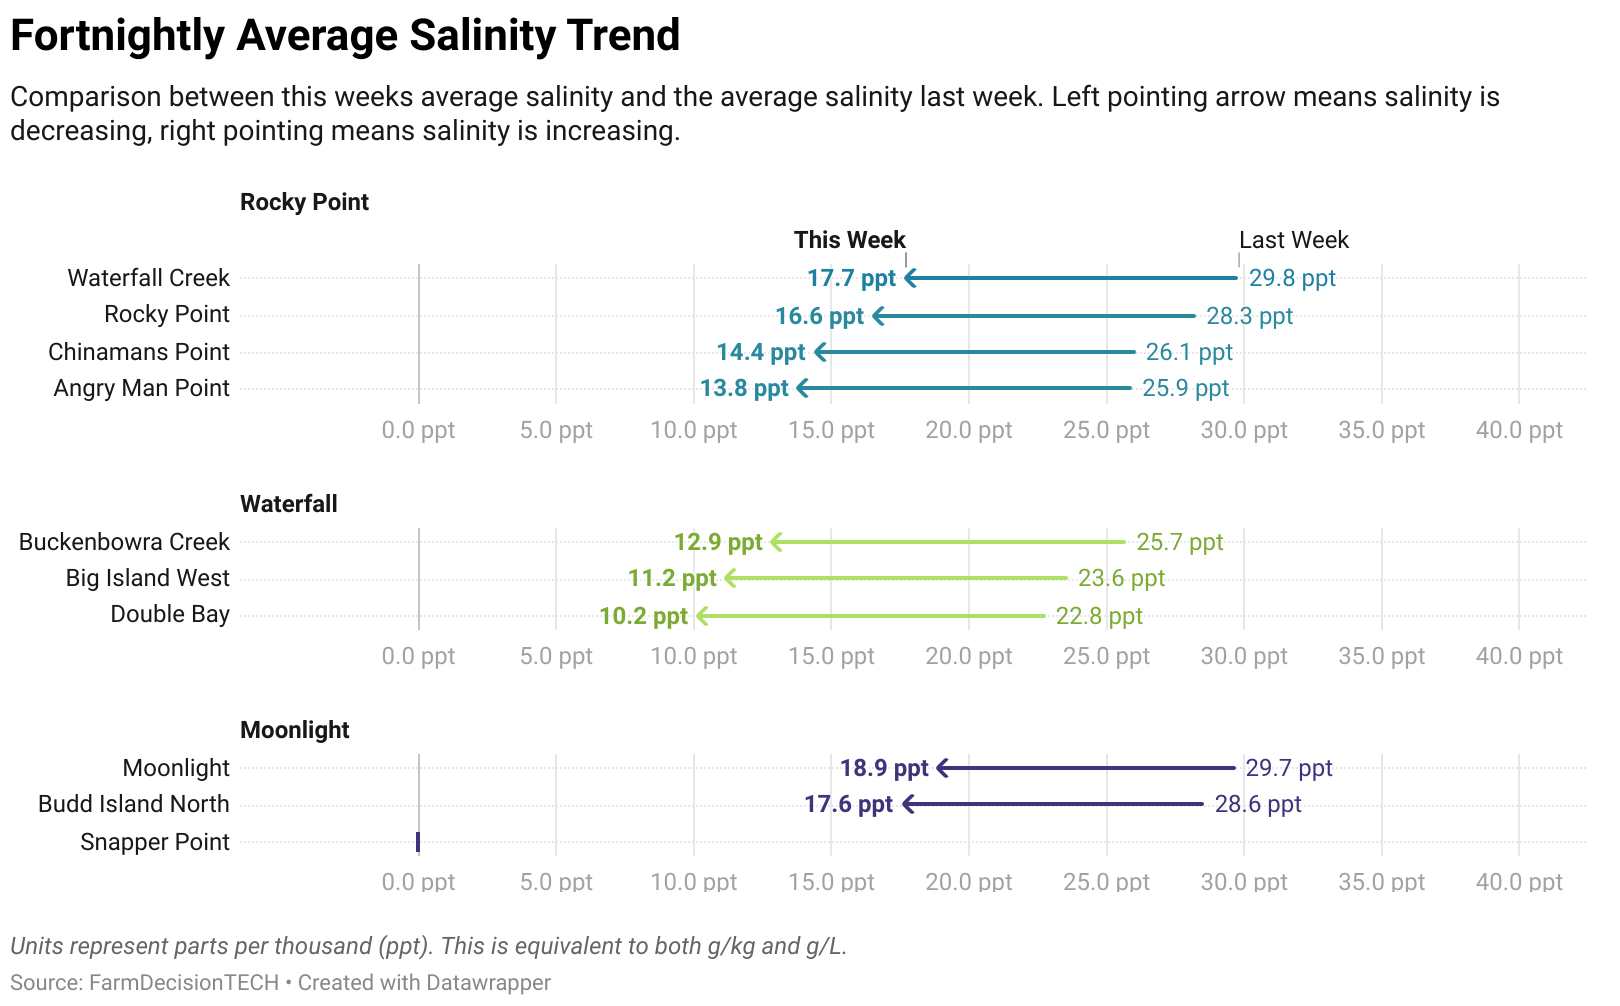 Fortnightly Average Salinity Trend
Comparison between this weeks average salinity and the average salinity last week. Left pointing arrow means salinity is
decreasing, right pointing means salinity is increasing.
Rocky Point
This Week Last Week
Waterfall Creek 17.7 ppt 29.8 ppt
Rocky Point 16.6 ppt 28.3 ppt
Chinamans Point 14.4 ppt 26.1 ppt
Angry Man Point 13.8 ppt 25.9 ppt
0.0 ppt 5.0 ppt 10.0 ppt 15.0 ppt 20.0 ppt 25.0 ppt 30.0 ppt 35.0 ppt 40.0 ppt
Waterfall
Buckenbowra Creek 12.9 ppt 25.7 ppt
Big Island West 11.2 ppt 23.6 ppt
Double Bay 10.2 ppt 22.8 ppt
0.0 ppt 5.0 ppt 10.0 ppt 15.0 ppt 20.0 ppt 25.0 ppt 30.0 ppt 35.0 ppt 40.0 ppt
Moonlight
Moonlight 18.9 ppt 29.7 ppt
Budd Island North 17.6 ppt 28.6 ppt
Snapper Point
0.0 ppt 5.0 ppt 10.0 ppt 15.0 ppt 20.0 ppt 25.0 ppt 30.0 ppt 35.0 ppt 40.0 ppt
Units represent parts per thousand (ppt). This is equivalent to both g/kg and g/L.
Source: FarmDecisionTECH • Created with Datawrapper